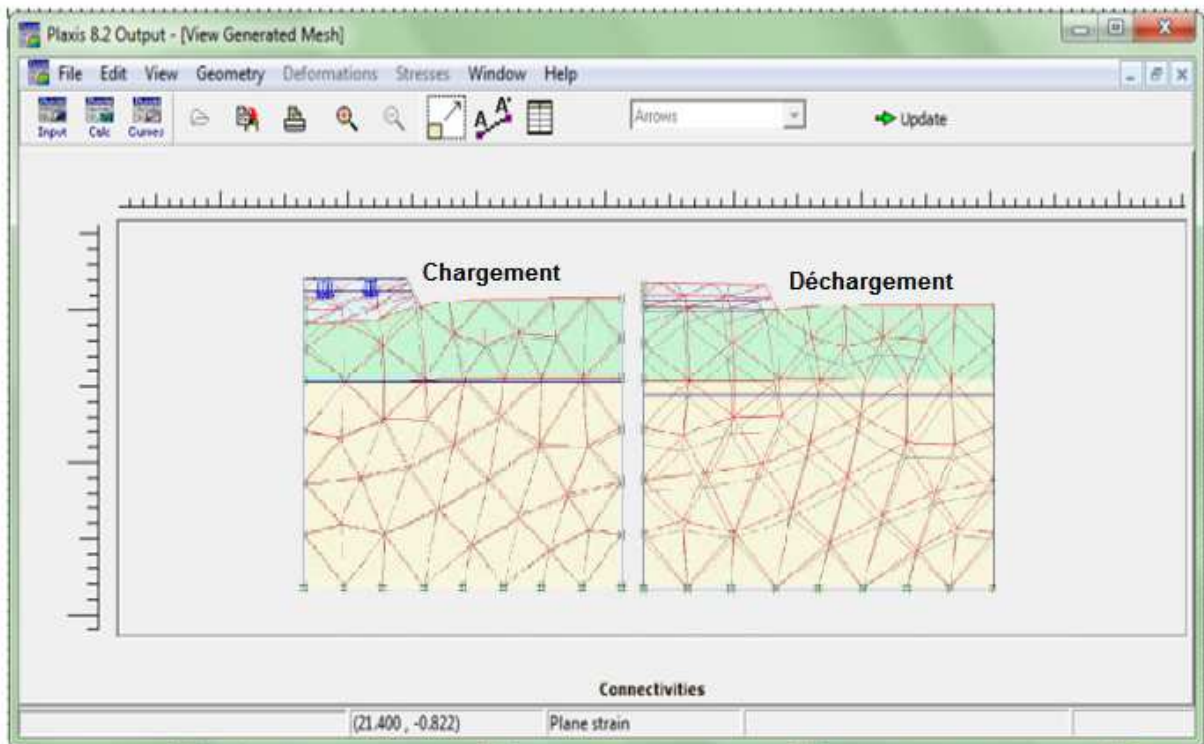 Plaxis 8.2 Output - [View Generated Mesh]
File Edit View Geometry Deformations Stresses Window Help
Input Calc Curves
A A'
Arrows
Update
Chargement
Déchargement
Connectivities
(21.400 , -0.822) Plane strain